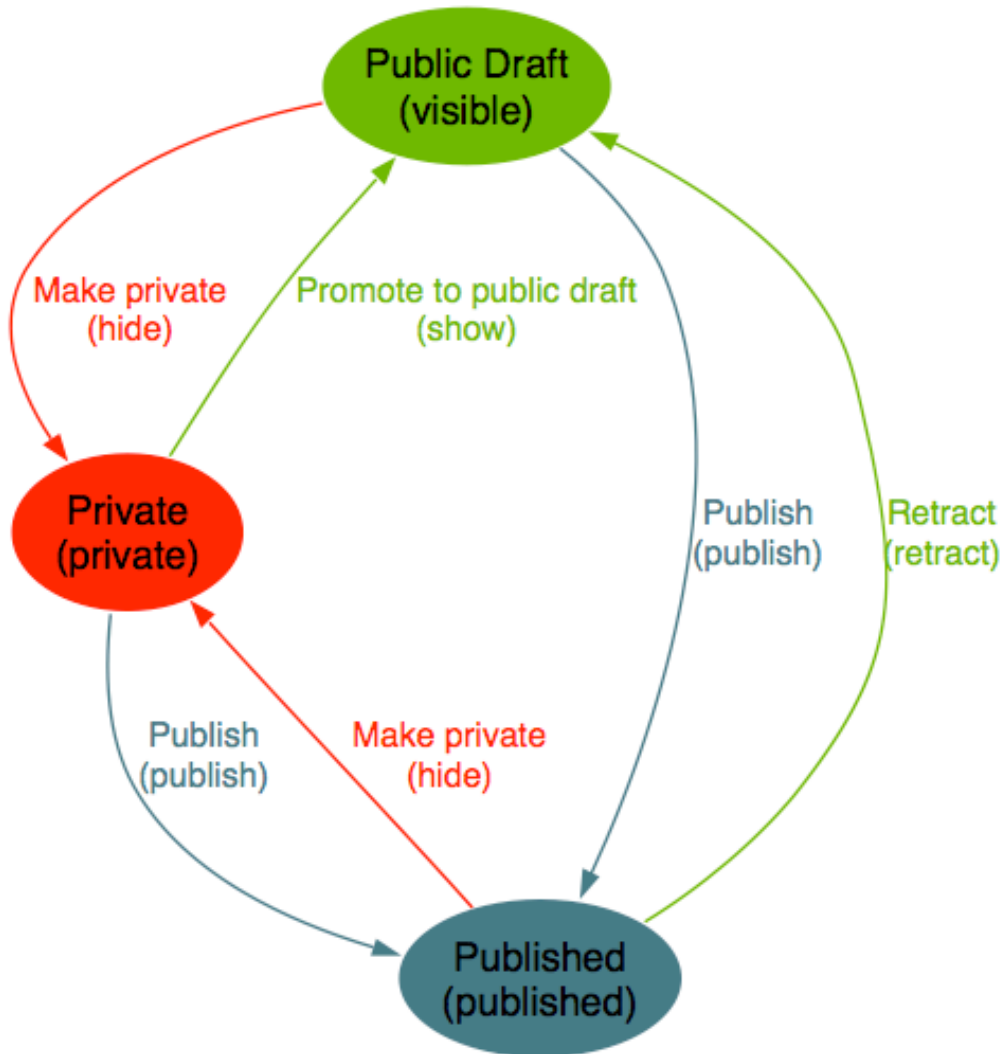 Public Draft
(visible)
Make private
(hide)
Promote to public draft
(show)
Private
(private)
Publish
(publish)
Retract
(retract)
Publish
(publish)
Make private
(hide)
Published
(published)